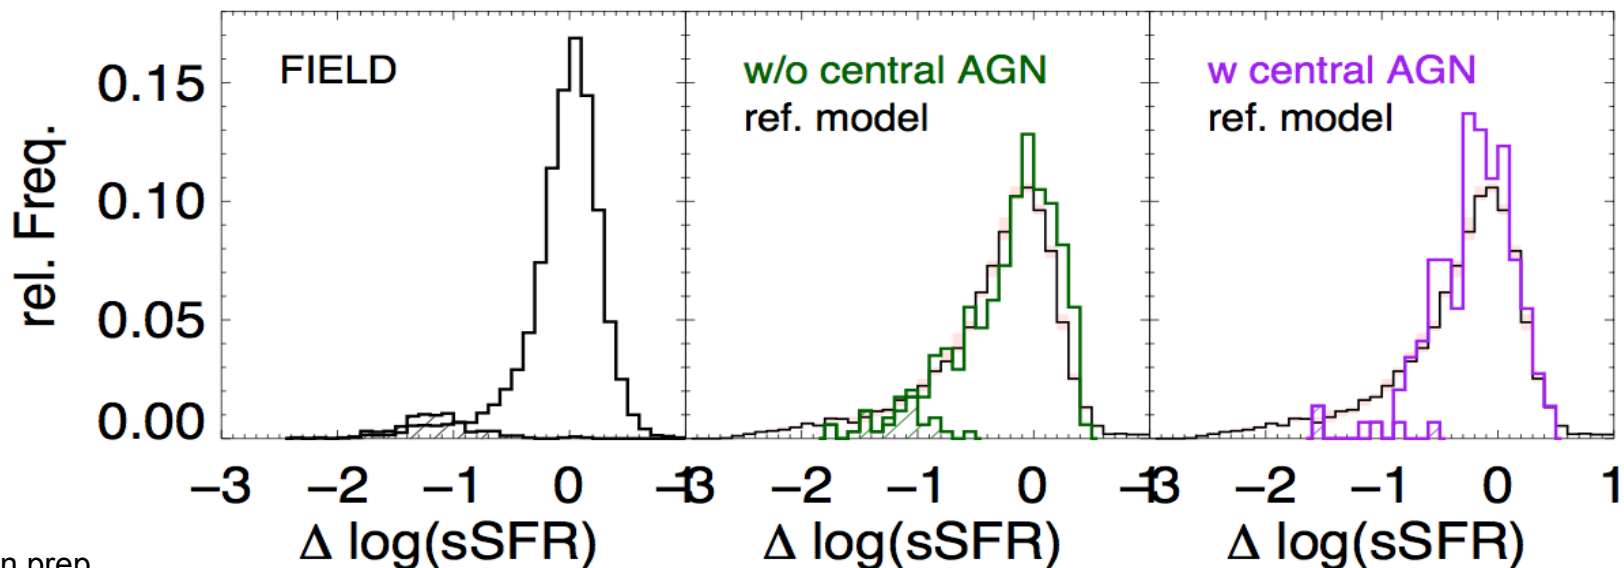 FIELD
w/o central AGN
ref. model
w central AGN
ref. model
rel. Freq.
0.15
0.10
0.05
0.00
−3 −2 −1 0 −3 −2 −1 0 −3 −2 −1 0 1
Δ log(sSFR) Δ log(sSFR) Δ log(sSFR)
n prep